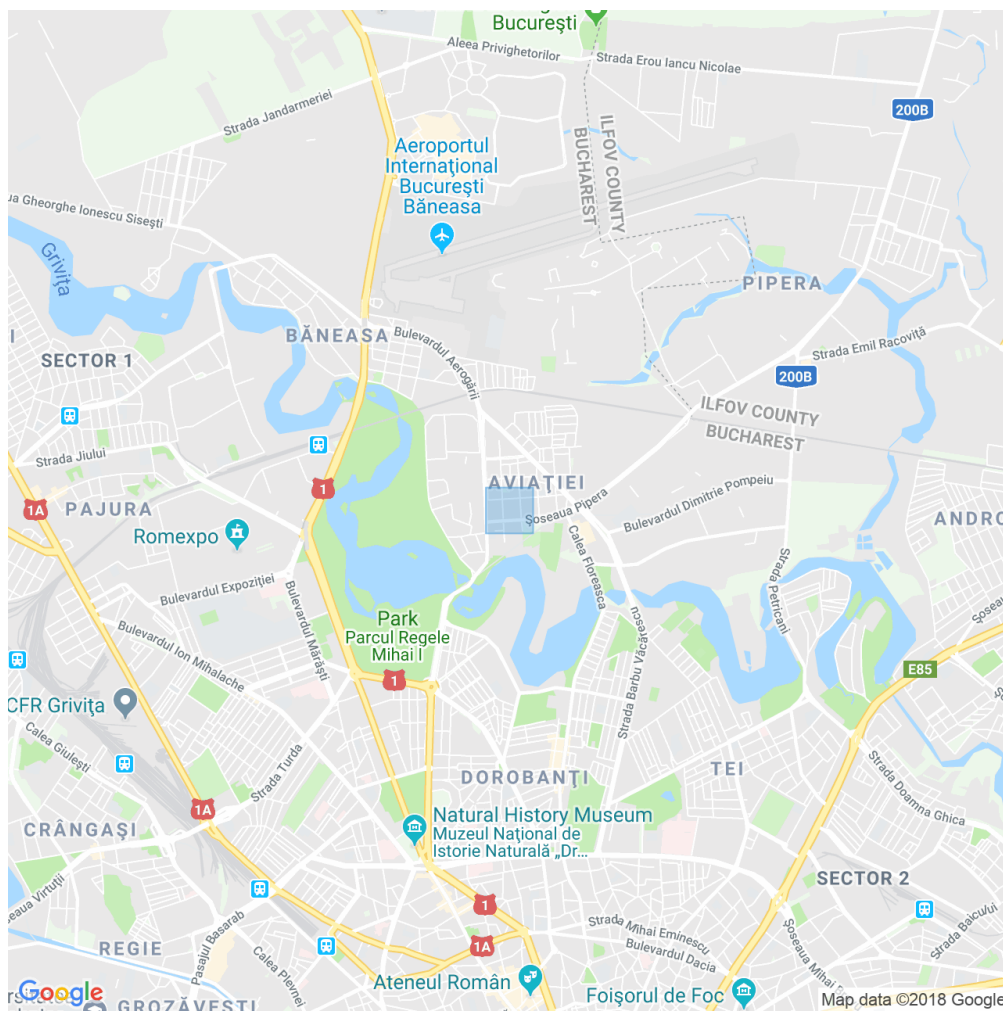 Bucureşti
Aleea Privighetorilor
Strada Erou Iancu Nicolae
Strada Jandarmeriei
200B
Aeroportul
Internaţional
Bucureşti
Băneasa
ILFOV COUNTY
BUCHAREST
ua Gheorghe Ionescu Siseşti
Griviţa
PIPERA
BĂNEASA
Bulevardul Aerogării
Strada Emil Racoviţă
SECTOR 1
200B
ILFOV COUNTY
BUCHAREST
Strada Jiului
1
AVIAŢIEI
Bulevardul Dimitrie Pompeiu
1A
PAJURA
Şoseaua Pipera
ANDRO
Romexpo
Calea Floreasca
Strada Petricani
Bulevardul Expoziţiei
Bulevardul Mărăşti
Park
Parcul Regele
Mihai I
Bulevardul Ion Mihalache
Strada Barbu Văcărescu
Şoseaua
1
E85
CFR Griviţa
Calea Giuleşti
Strada Turda
DOROBANŢI
TEI
Strada Doamna Ghica
1A
Natural History Museum
Muzeul Naţional de
Istorie Naturală „Dr...
CRÂNGAŞI
SECTOR 2
oseaua Virtuţii
1
Strada Mihai Eminescu
Bulevardul Dacia
Strada Baicului
Şoseaua Mihai
REGIE
Pasajul Basarab
Calea Plevnei
1A
Ateneul Român
Foişorul de Foc
Google
GROZĂVEŞTI
Map data ©2018 Google